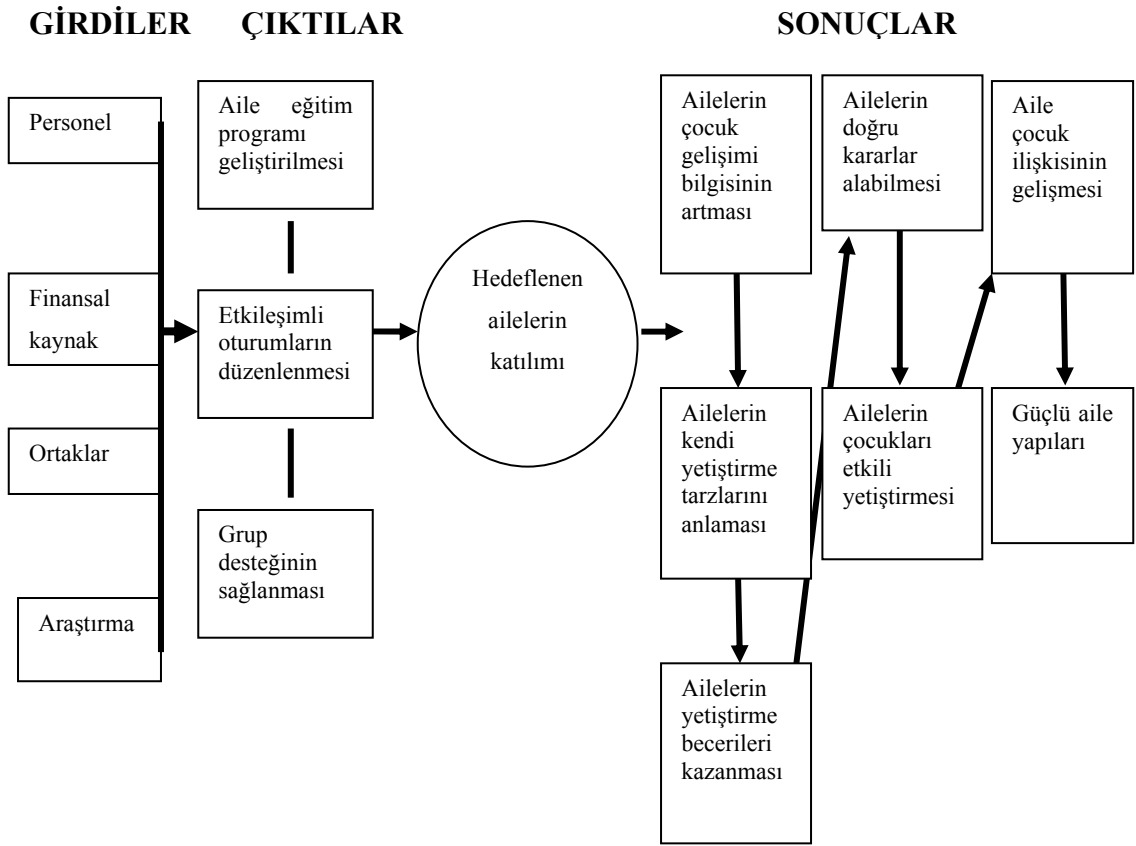 GİRDİLER ÇIKTILAR SONUÇLAR
Personel
Finansal
kaynak
Ortaklar
Araştırma
Aile eğitim
programı
geliştirilmesi
Etkileşimli
oturumların
düzenlenmesi
Grup
desteğinin
sağlanması
Hedeflenen
ailelerin
katılımı
Ailelerin
çocuk
gelişimi
bilgisinin
artması
Ailelerin
kendi
yetiştirme
tarzlarını
anlaması
Ailelerin
yetiştirme
becerileri
kazanması
Ailelerin
doğru
kararlar
alabilmesi
Ailelerin
çocukları
etkili
yetiştirmesi
Aile
çocuk
ilişkisinin
gelişmesi
Güçlü aile
yapıları